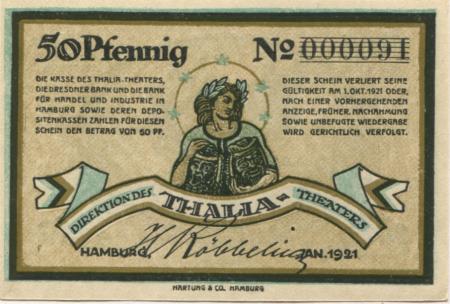 50 Pfennig
No 000091
DIE KASSE DES THALIA-THEATERS,
DIE DRESDNER BANK UND DIE BANK
FÜR HANDEL UND INDUSTRIE IN
HAMBURG SOWIE DEREN DEPO-
SITENKASSEN ZAHLEN FÜR DIESEN
SCHEIN DEN BETRAG VON 50 PF.
DIESER SCHEIN VERLIERT SEINE
GÜLTIGKEIT AM 1. OKT. 1921 ODER,
NACH EINER VORHERGEHENDEN
ANZEIGE, FRÜHER. NACHAHMUNG
SOWIE UNBEFUGTE WIEDERGABE
WIRD GERICHTLICH VERFOLGT.
DIREKTION DES THALIA-THEATERS
HAMBURG, JAN. 1921
Röbbeling
HARTUNG & CO. HAMBURG